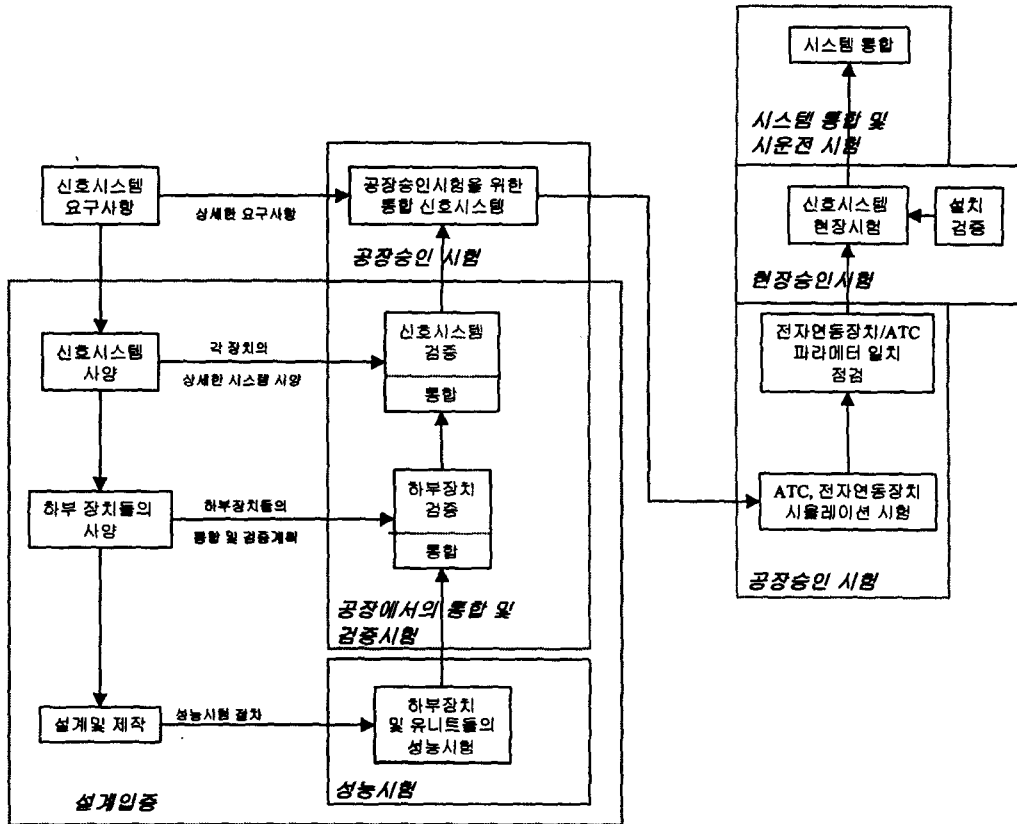 시스템 통합
시스템 통합 및
시운전 시험
신호시스템
요구사항
상세한 요구사항
공장승인시험을 위한
통합 신호시스템
공장승인 시험
신호시스템
현장시험
설치
검증
현장승인시험
신호시스템
사양
각 장치의
상세한 시스템 사양
신호시스템
검증
통합
전자연동장치/ATC
파라메터 일치
점검
하부 장치들의
사양
하부장치들의
통합 및 검증계획
하부장치
검증
통합
ATC, 전자연동장치
시뮬레이션 시험
공장승인 시험
공장에서의 통합 및
검증시험
설계및 제작
성능시험 절차
하부장치
및 유니트들의
성능시험
성능시험
설계입증